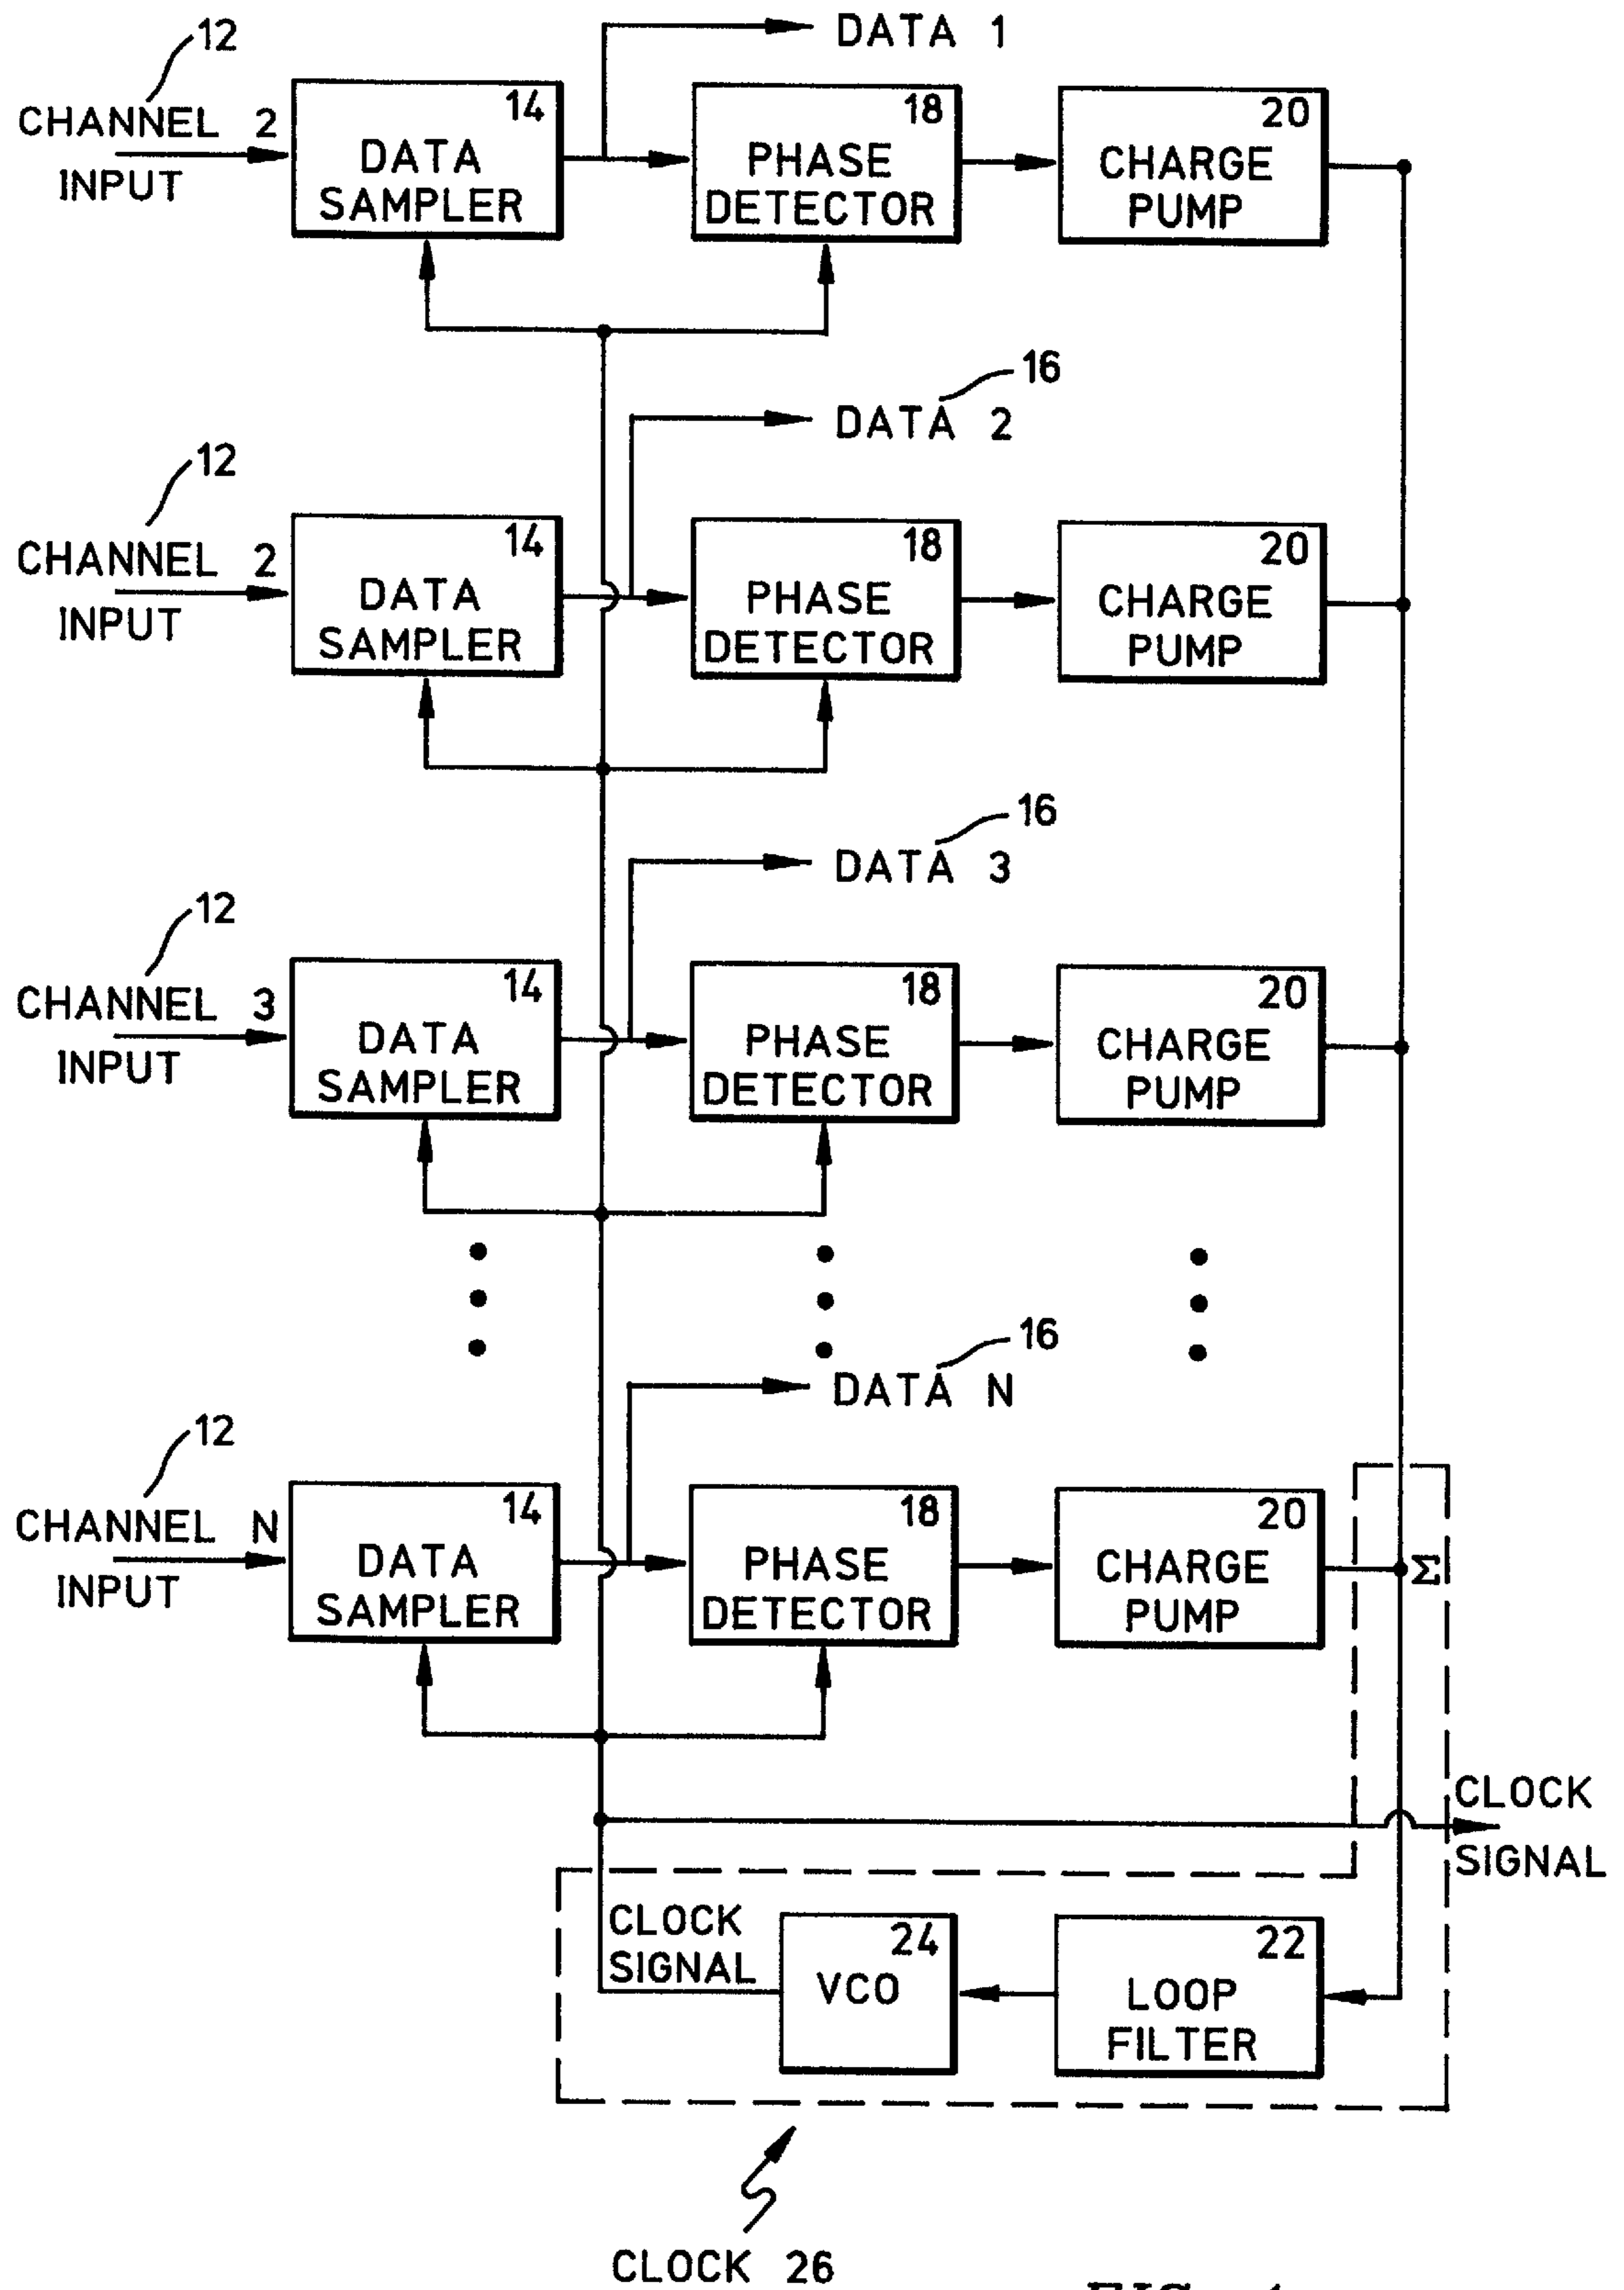 12
DATA 1
CHANNEL 2
INPUT
14
DATA
SAMPLER
18
PHASE
DETECTOR
20
CHARGE
PUMP
16
DATA 2
12
CHANNEL 2
INPUT
14
DATA
SAMPLER
18
PHASE
DETECTOR
20
CHARGE
PUMP
16
DATA 3
12
CHANNEL 3
INPUT
14
DATA
SAMPLER
18
PHASE
DETECTOR
20
CHARGE
PUMP
16
DATA N
12
CHANNEL N
INPUT
14
DATA
SAMPLER
18
PHASE
DETECTOR
20
CHARGE
PUMP
Σ
CLOCK
SIGNAL
CLOCK
SIGNAL
24
VCO
22
LOOP
FILTER
CLOCK 26